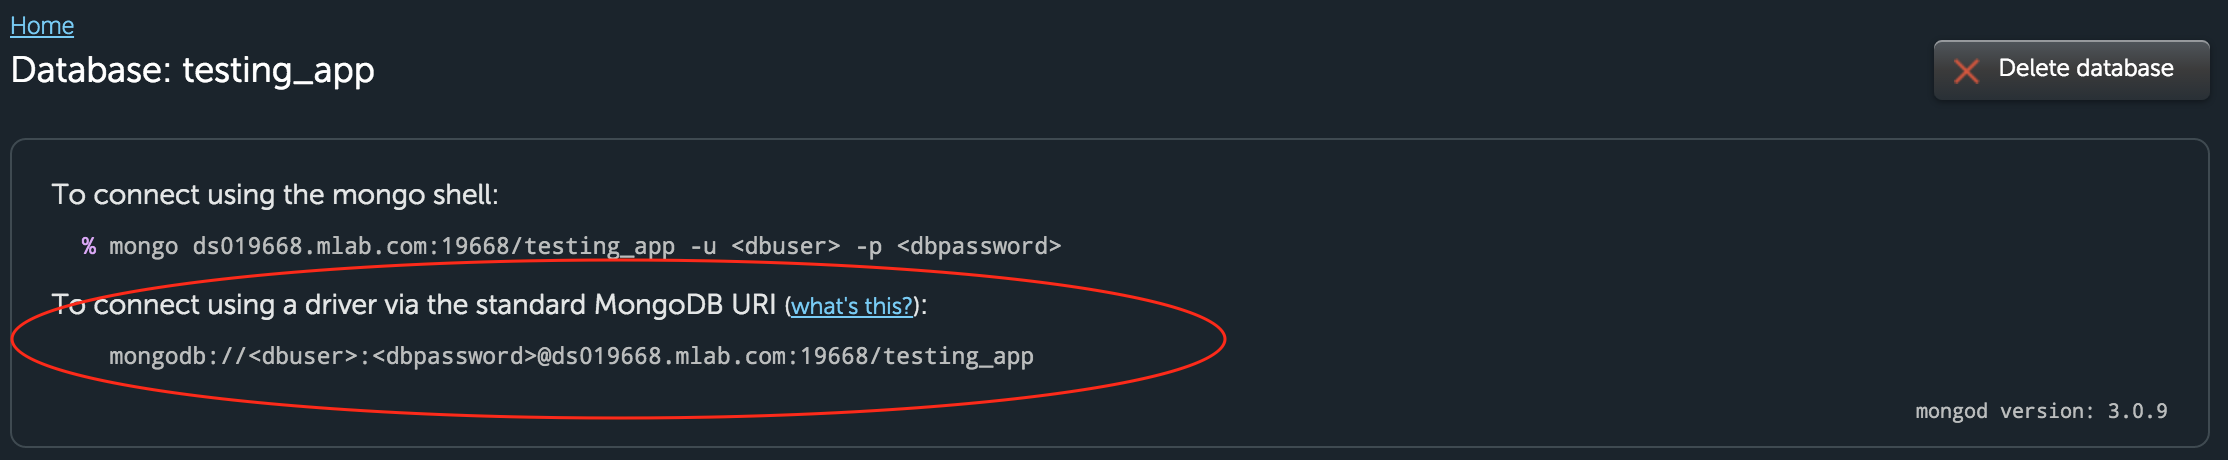 Home
Database: testing_app
Delete database
To connect using the mongo shell:
% mongo ds019668.mlab.com:19668/testing_app -u <dbuser> -p <dbpassword>
To connect using a driver via the standard MongoDB URI (what's this?):
mongodb://<dbuser>:<dbpassword>@ds019668.mlab.com:19668/testing_app
mongod version: 3.0.9